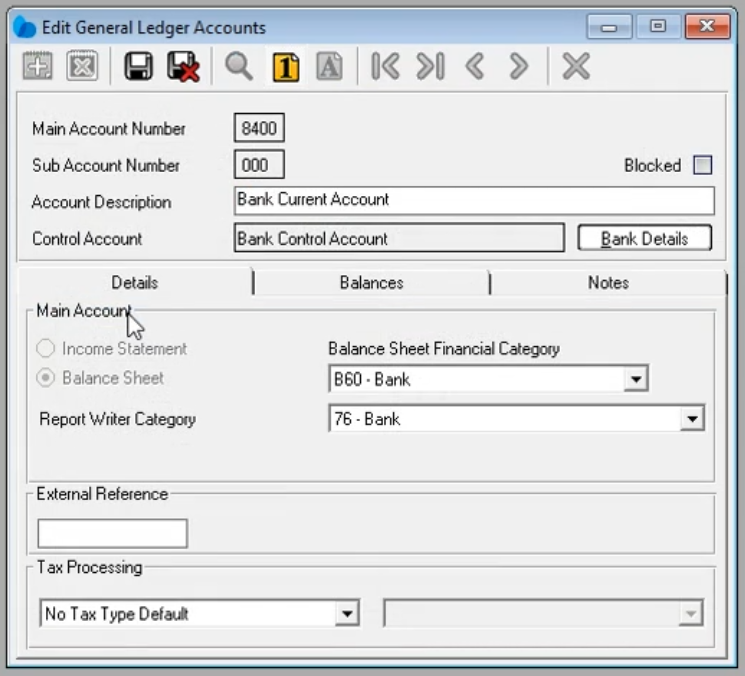 Edit General Ledger Accounts
1 A
Main Account Number 8400
Sub Account Number 000 Blocked
Account Description Bank Current Account
Control Account Bank Control Account Bank Details
Details Balances Notes
Main Account
Income Statement Balance Sheet Financial Category
Balance Sheet B60 - Bank
Report Writer Category 76 - Bank
External Reference
Tax Processing
No Tax Type Default